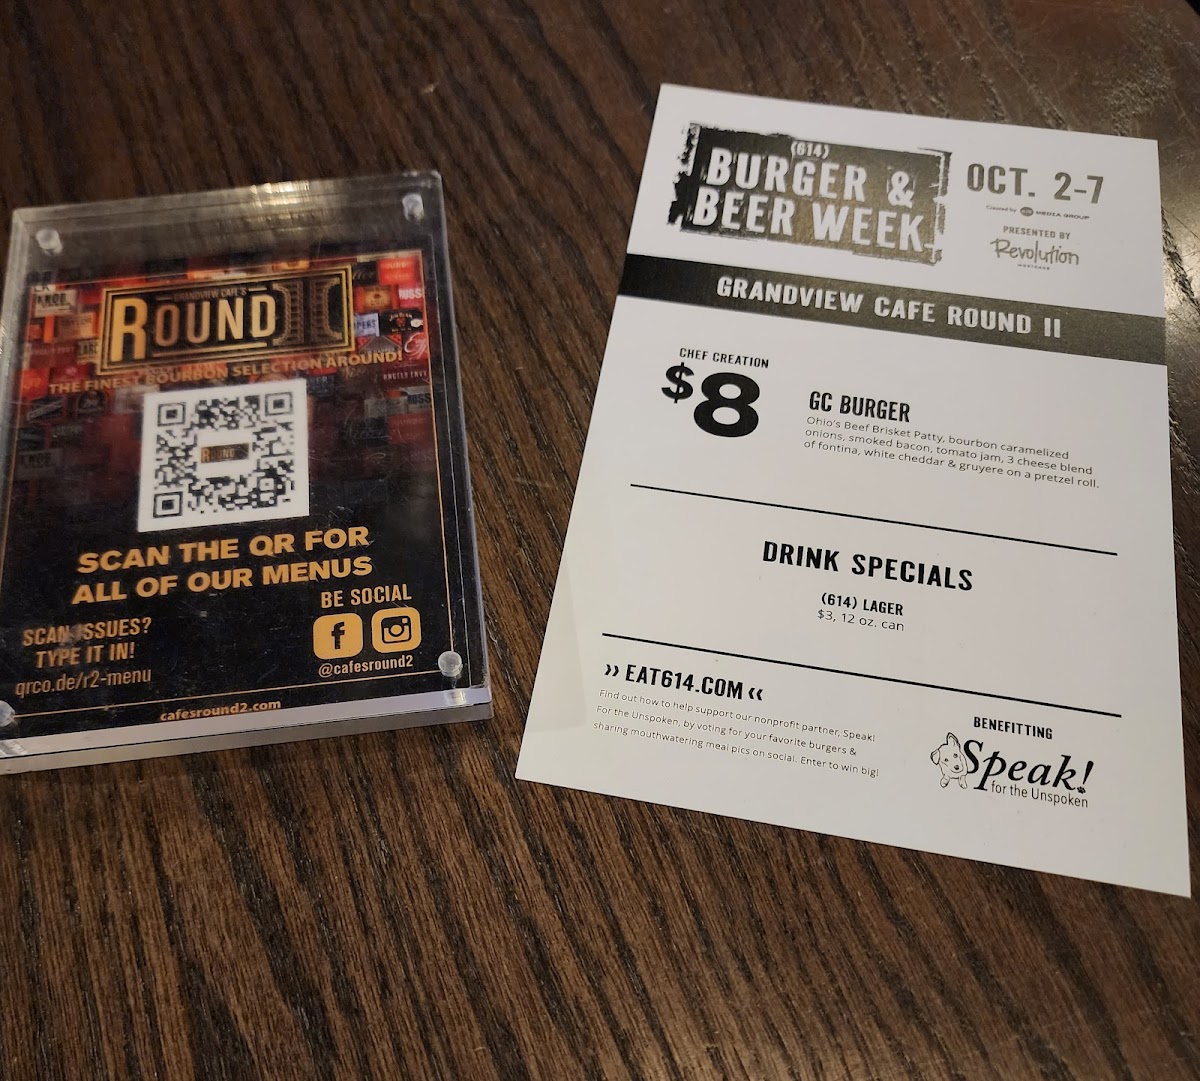 GRANDVIEW CAFE'S
ROUND II
THE FINEST BOURBON SELECTION AROUND!
KNOB
ROUND II
SCAN THE QR FOR
ALL OF OUR MENUS
SCAN ISSUES?
TYPE IT IN!
qrco.de/r2-menu
BE SOCIAL
@cafesround2
cafesround2.com
(614)
BURGER &
BEER WEEK
OCT. 2-7
Created by 614 MEDIA GROUP
PRESENTED BY
Revolution
MORTGAGE
GRANDVIEW CAFE ROUND II
CHEF CREATION
$8
GC BURGER
Ohio's Beef Brisket Patty, bourbon caramelized
onions, smoked bacon, tomato jam, 3 cheese blend
of fontina, white cheddar & gruyere on a pretzel roll.
DRINK SPECIALS
(614) LAGER
$3, 12 oz. can
›› EAT614.COM ‹‹
Find out how to help support our nonprofit partner, Speak!
For the Unspoken, by voting for your favorite burgers &
sharing mouthwatering meal pics on social. Enter to win big!
BENEFITTING
Speak!
for the Unspoken